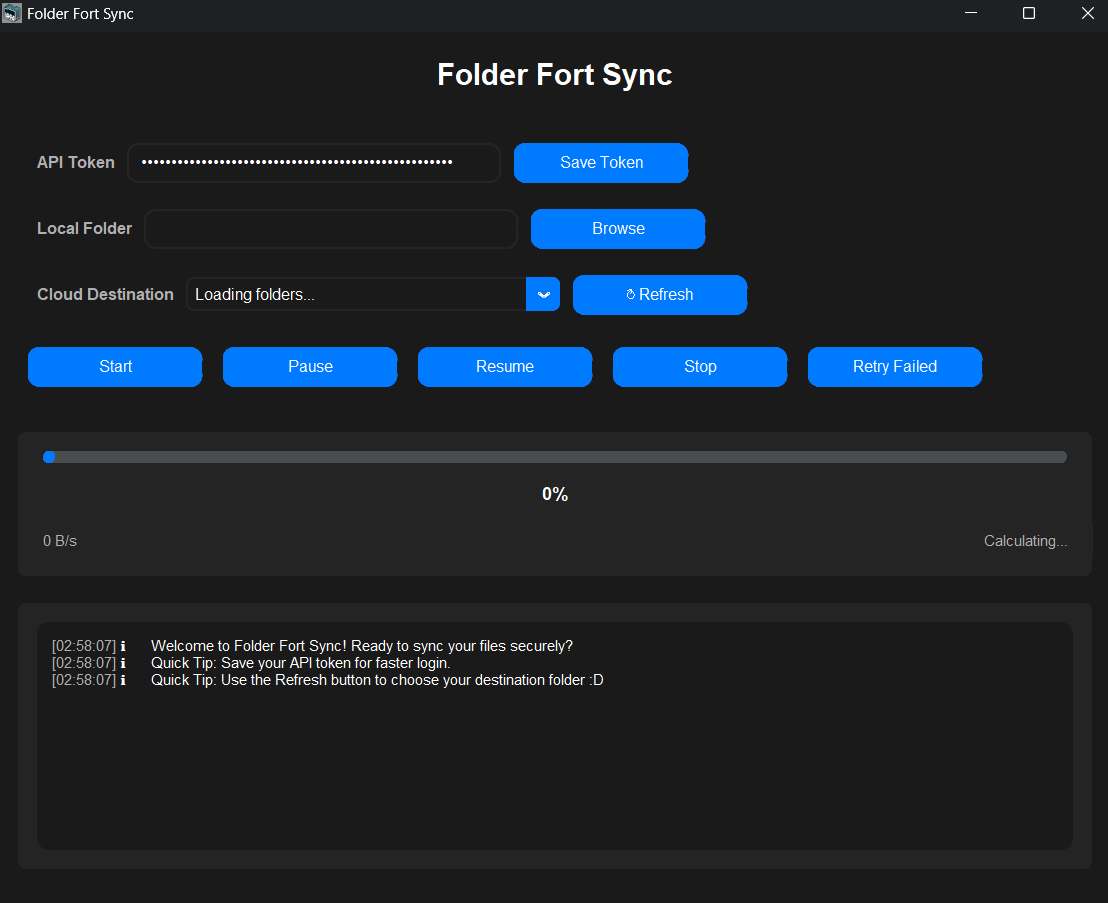 Folder Fort Sync
Folder Fort Sync
API Token •••••••••••••••••••••••••••••••••••••••••••••••••••• Save Token
Local Folder Browse
Cloud Destination Loading folders... Refresh
Start Pause Resume Stop Retry Failed
0%
0 B/s Calculating...
[02:58:07] ℹ Welcome to Folder Fort Sync! Ready to sync your files securely?
[02:58:07] ℹ Quick Tip: Save your API token for faster login.
[02:58:07] ℹ Quick Tip: Use the Refresh button to choose your destination folder :D